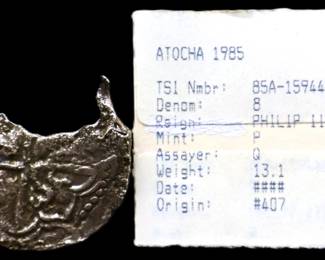 ATOCHA 1985
TSI Nmbr: 85A-15944
Denom: 8
Reign: PHILIP II
Mint: P
Assayer: Q
Weight: 13.1
Date: ####
Origin: #407